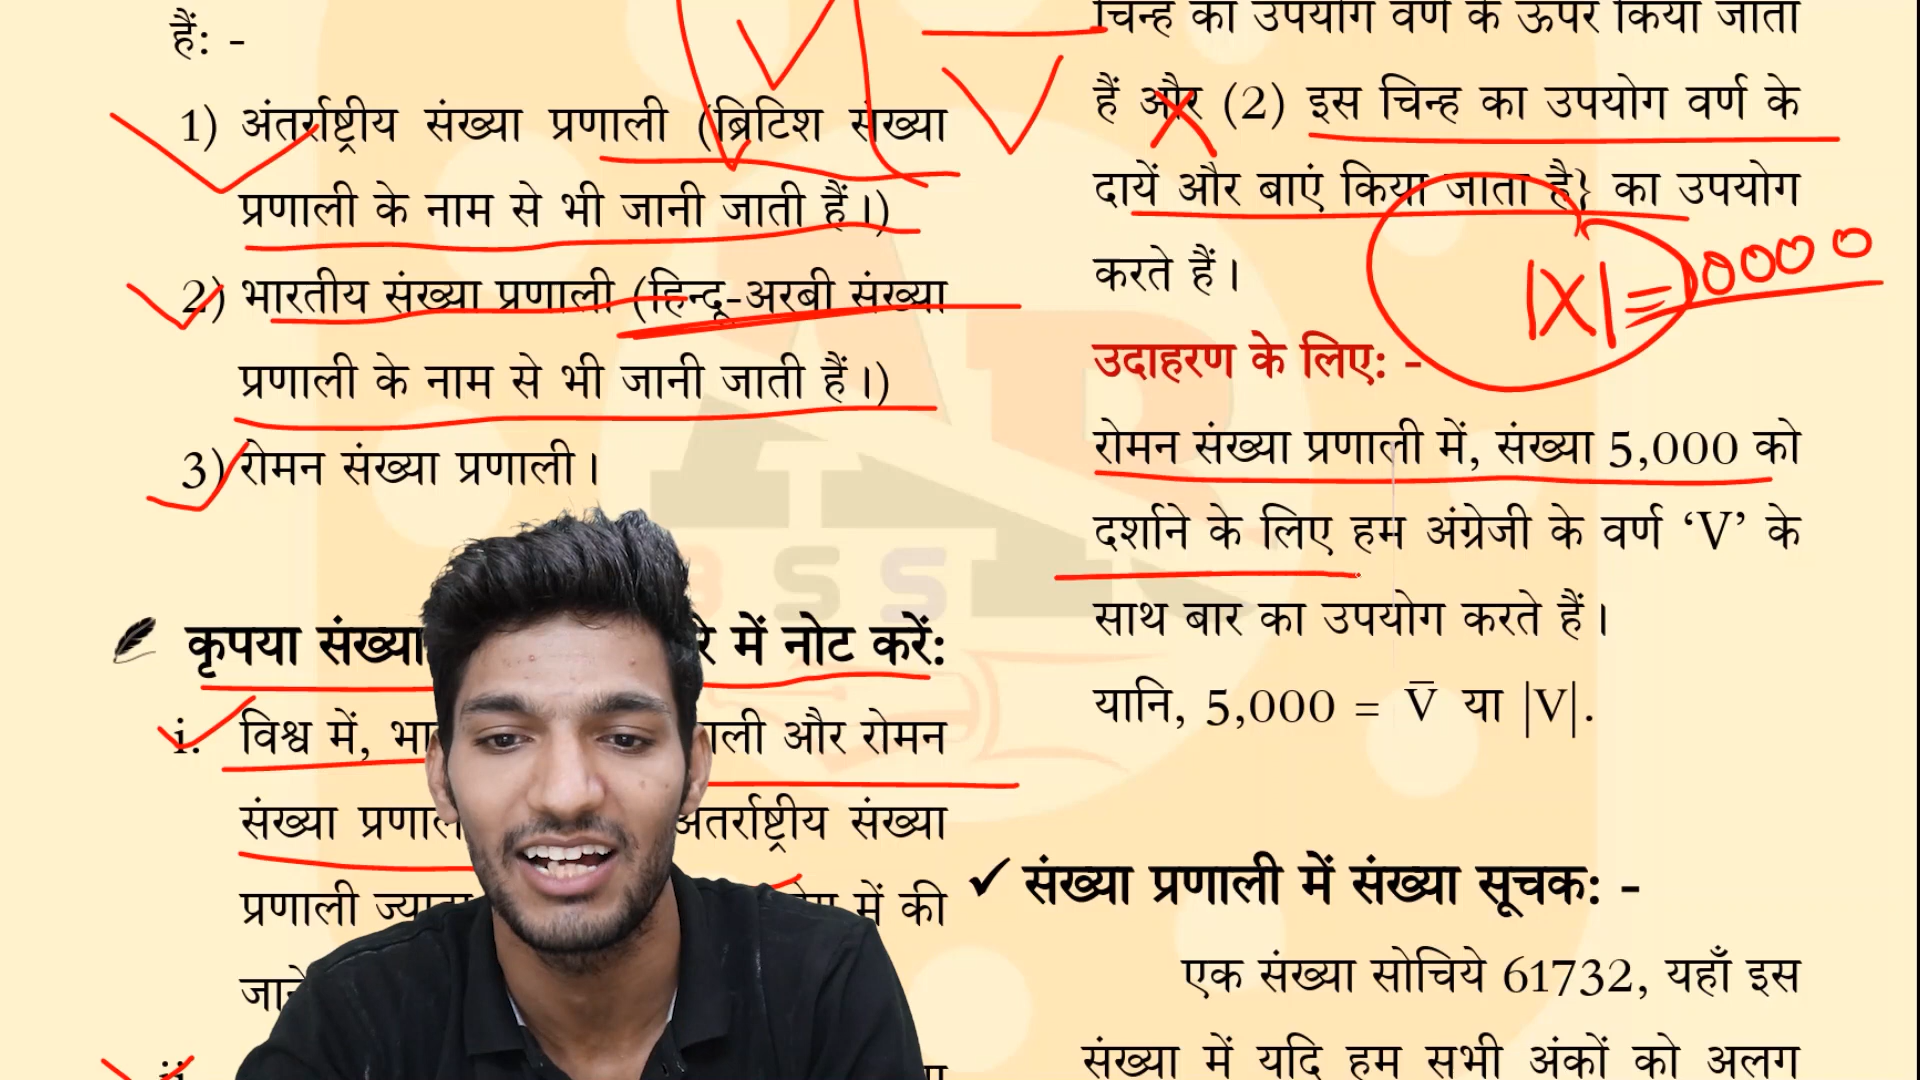 हैं: -
1) अंतर्राष्ट्रीय संख्या प्रणाली (ब्रिटिश संख्या
प्रणाली के नाम से भी जानी जाती हैं।)
2) भारतीय संख्या प्रणाली (हिन्दू-अरबी संख्या
प्रणाली के नाम से भी जानी जाती हैं।)
3) रोमन संख्या प्रणाली।
कृपया संख्या में नोट करें:
i. विश्व में, और रोमन
संख्या प्रणाली अंतर्राष्ट्रीय संख्या
प्रणाली ज्यादा में की
ii.
चिन्ह का उपयोग वर्ण के ऊपर किया जाता
हैं और (2) इस चिन्ह का उपयोग वर्ण के
दायें और बाएं किया जाता है} का उपयोग
करते हैं।
|X| = 10000
उदाहरण के लिए: -
रोमन संख्या प्रणाली में, संख्या 5,000 को
दर्शाने के लिए हम अंग्रेजी के वर्ण ‘V’ के
साथ बार का उपयोग करते हैं।
यानि, 5,000 = V̅ या |V|.
✓ संख्या प्रणाली में संख्या सूचक: -
एक संख्या सोचिये 61732, यहाँ इस
संख्या में यदि हम सभी अंकों को अलग